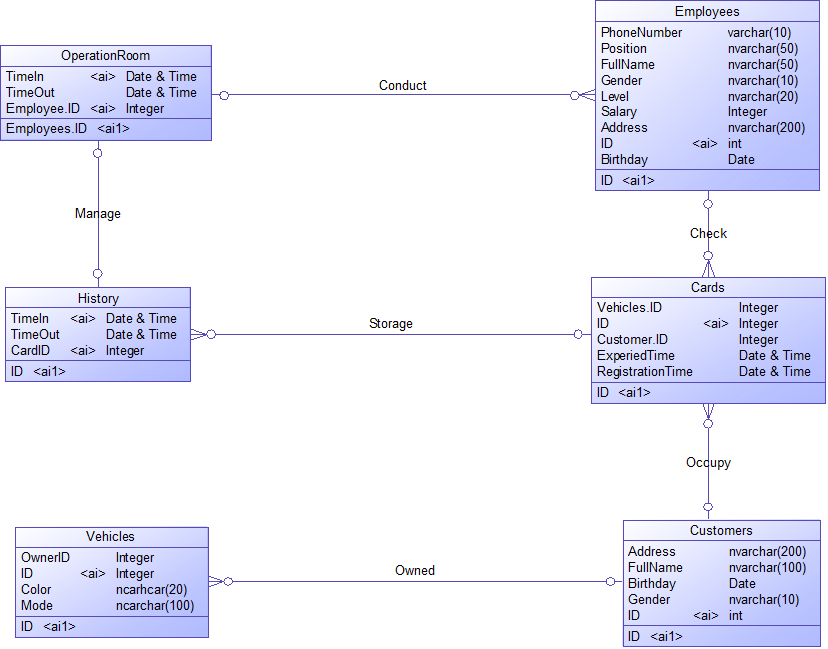 Employees
PhoneNumber varchar(10)
Position nvarchar(50)
FullName nvarchar(50)
Gender nvarchar(10)
Level nvarchar(20)
Salary Integer
Address nvarchar(200)
ID <ai> int
Birthday Date
ID <ai1>
OperationRoom
TimeIn <ai> Date & Time
TimeOut Date & Time
Employee.ID <ai> Integer
Employees.ID <ai1>
Conduct
Manage
Check
History
TimeIn <ai> Date & Time
TimeOut Date & Time
CardID <ai> Integer
ID <ai1>
Storage
Cards
Vehicles.ID Integer
ID <ai> Integer
Customer.ID Integer
ExperiedTime Date & Time
RegistrationTime Date & Time
ID <ai1>
Occupy
Vehicles
OwnerID Integer
ID <ai> Integer
Color ncarhcar(20)
Mode ncarchar(100)
ID <ai1>
Owned
Customers
Address nvarchar(200)
FullName nvarchar(100)
Birthday Date
Gender nvarchar(10)
ID <ai> int
ID <ai1>